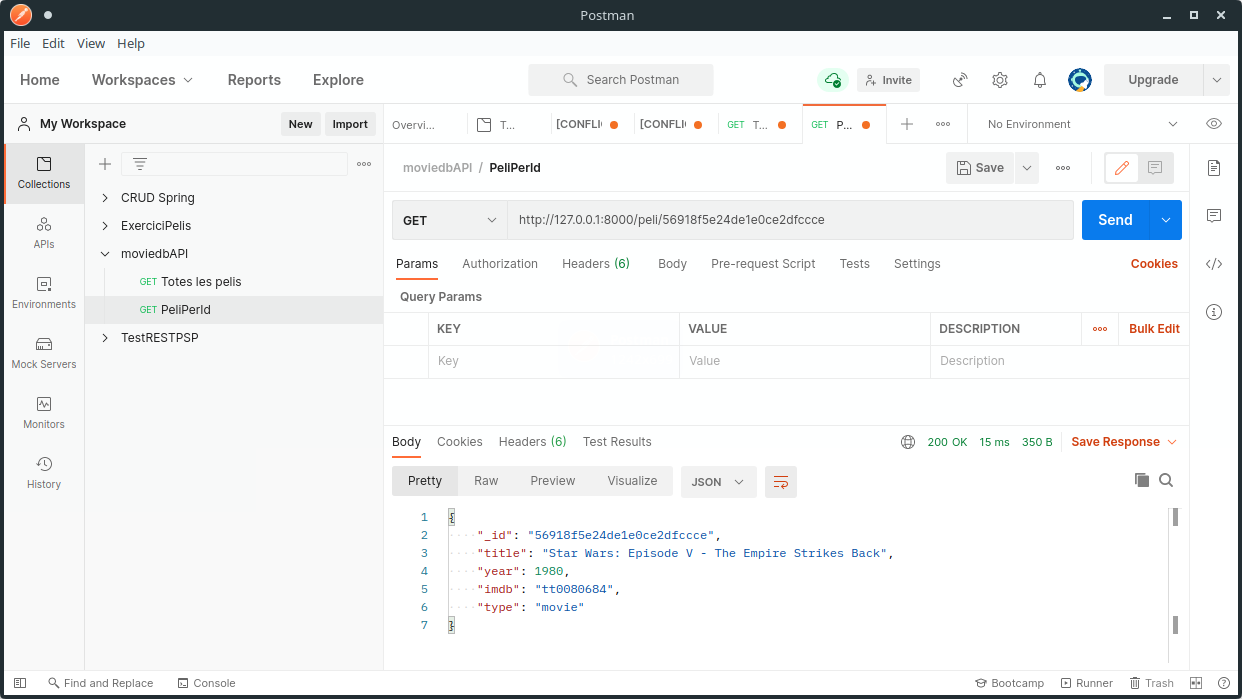 Postman
File Edit View Help
Home Workspaces Reports Explore Search Postman Invite Upgrade
My Workspace New Import
Overvi... T... [CONFLI [CONFLI GET T... GET P... No Environment
Collections
APIs
Environments
Mock Servers
Monitors
History
CRUD Spring
ExerciciPelis
moviedbAPI
GET Totes les pelis
GET PeliPerId
TestRESTPSP
moviedbAPI / PeliPerId Save
GET http://127.0.0.1:8000/peli/56918f5e24de1e0ce2dfccce Send
Params Authorization Headers (6) Body Pre-request Script Tests Settings Cookies
Query Params
KEY VALUE DESCRIPTION Bulk Edit
Key Value Description
Body Cookies Headers (6) Test Results 200 OK 15 ms 350 B Save Response
Pretty Raw Preview Visualize JSON
1 {
2 "_id": "56918f5e24de1e0ce2dfccce",
3 "title": "Star Wars: Episode V - The Empire Strikes Back",
4 "year": 1980,
5 "imdb": "tt0080684",
6 "type": "movie"
7 }
Find and Replace Console Bootcamp Runner Trash